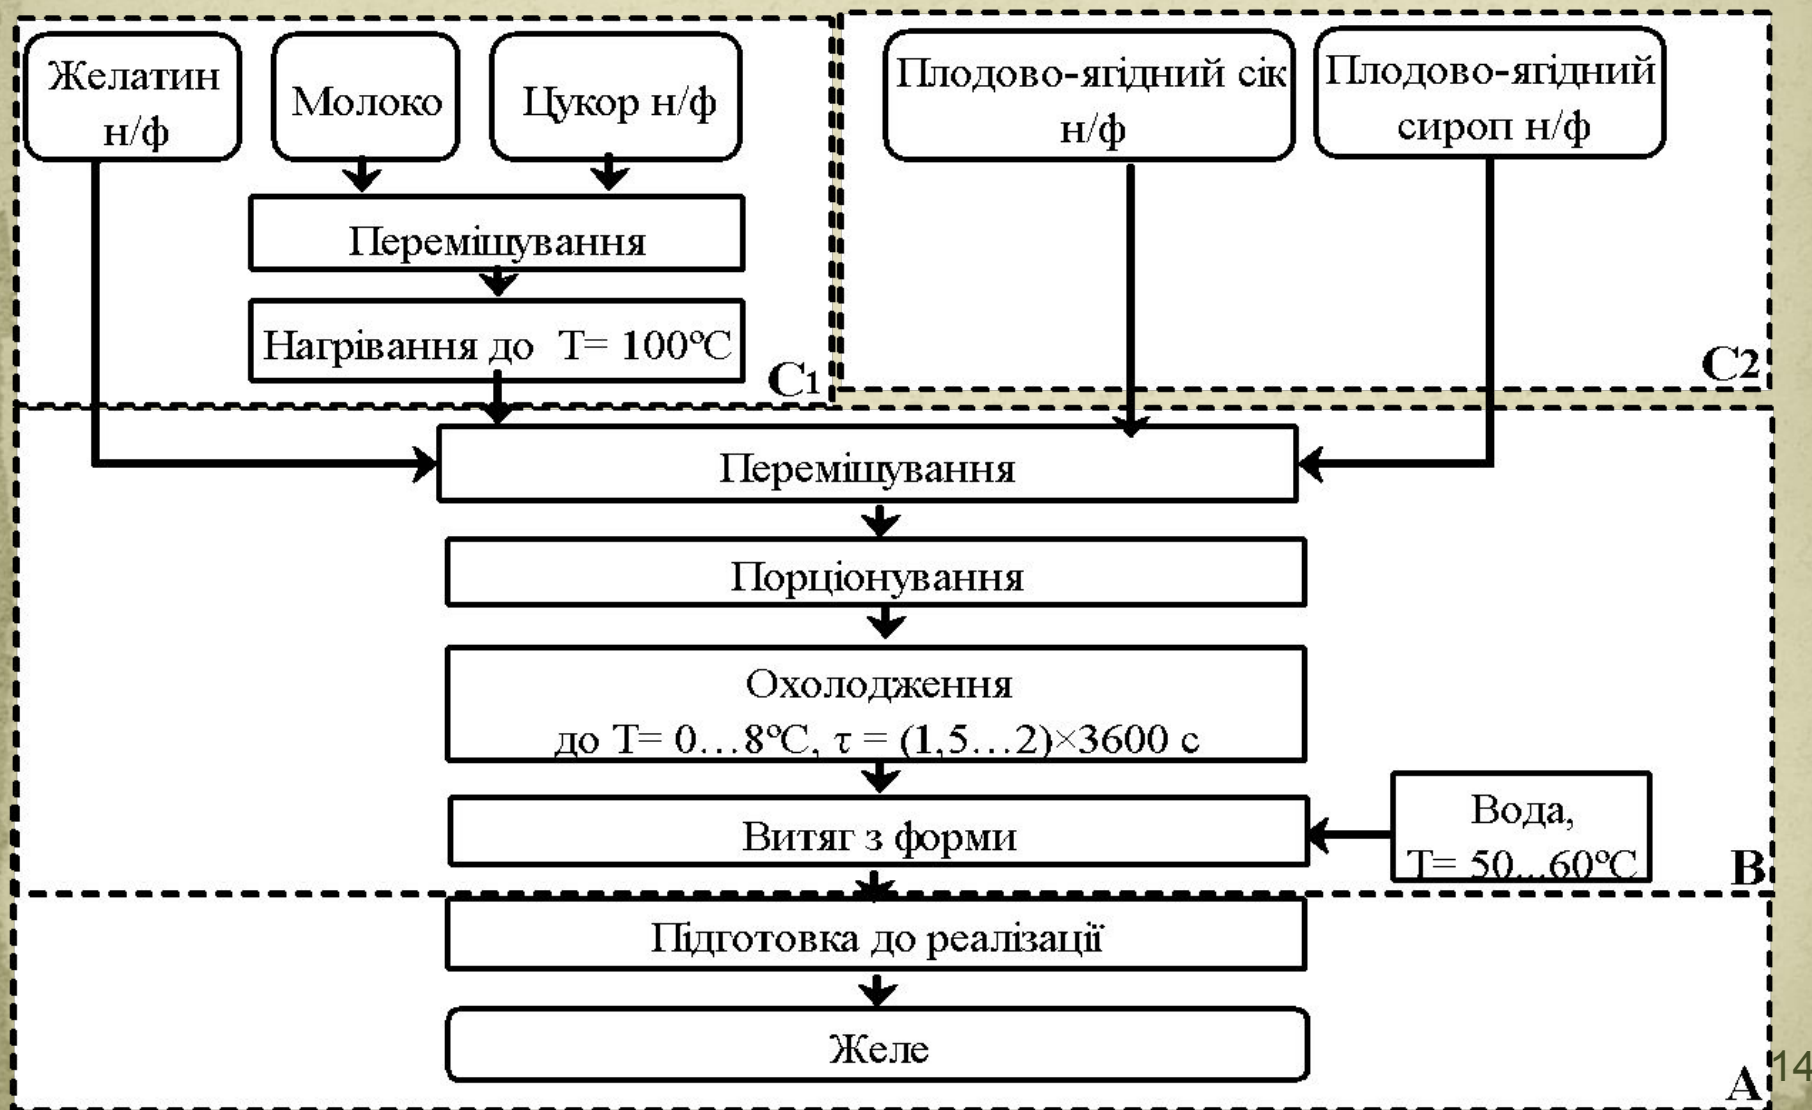 Желатин
н/ф
Молоко
Цукор н/ф
Плодово-ягідний сік
н/ф
Плодово-ягідний
сироп н/ф
Перемішування
Нагрівання до Т= 100ºС
С1
С2
Перемішування
Порціонування
Охолодження
до Т= 0…8ºС, τ = (1,5…2)×3600 с
Витяг з форми
Вода,
Т= 50...60ºС
В
Підготовка до реалізації
Желе
А
14